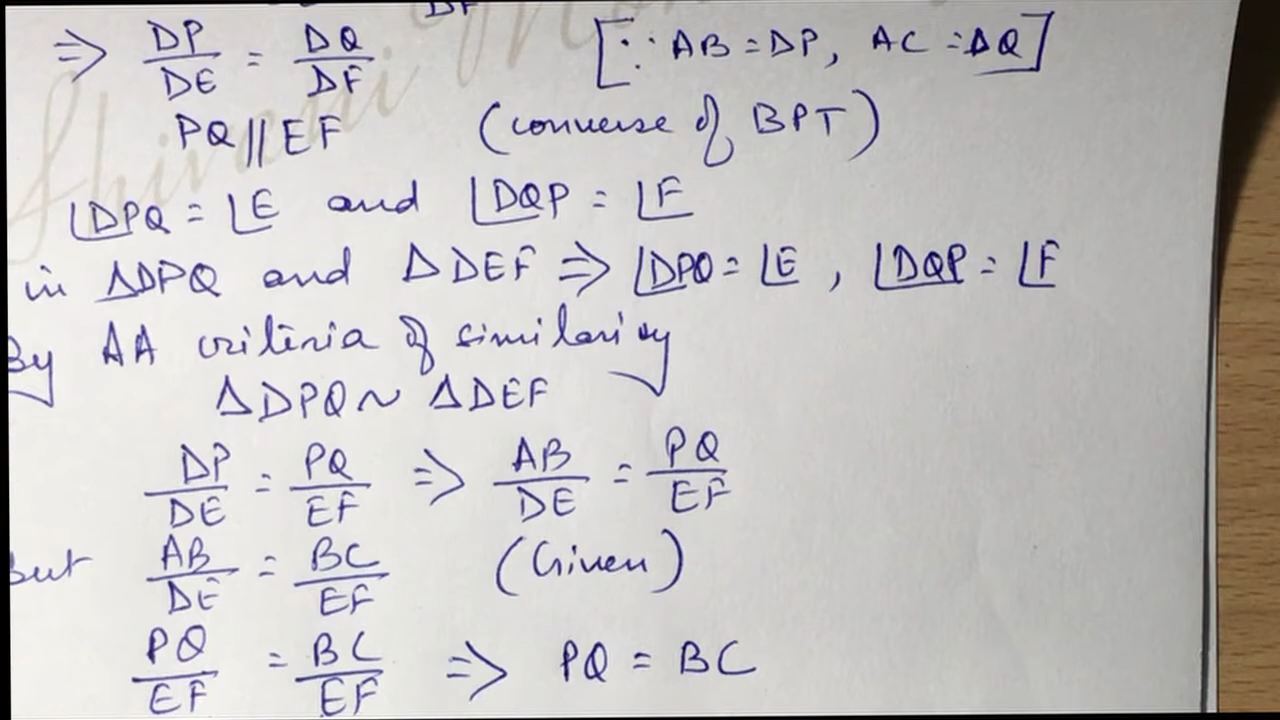 DF
⇒ DP/DE = DQ/DF [∵ AB = DP, AC = DQ]
PQ || EF (converse of BPT)
∠DPQ = ∠E and ∠DQP = ∠F
in ΔDPQ and ΔDEF ⇒ ∠DPQ = ∠E, ∠DQP = ∠F
By AA criteria of similarity
ΔDPQ ~ ΔDEF
DP/DE = PQ/EF ⇒ AB/DE = PQ/EF
But AB/DE = BC/EF (Given)
PQ/EF = BC/EF ⇒ PQ = BC